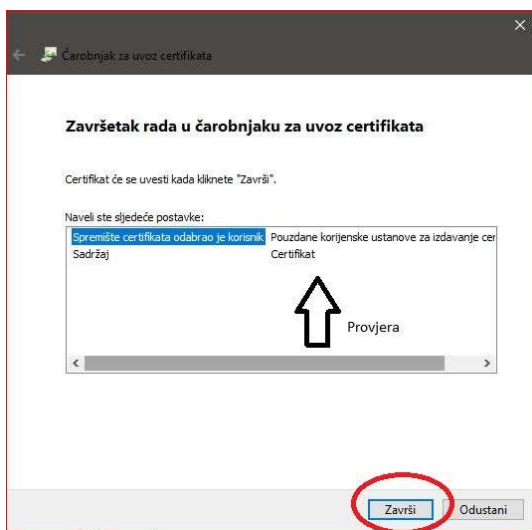 Čarobnjak za uvoz certifikata
Završetak rada u čarobnjaku za uvoz certifikata
Certifikat će se uvesti kada kliknete "Završi".
Naveli ste sljedeće postavke:
Spremište certifikata odabrao je korisnik Pouzdane korijenske ustanove za izdavanje cer
Sadržaj Certifikat
Provjera
Završi Odustani